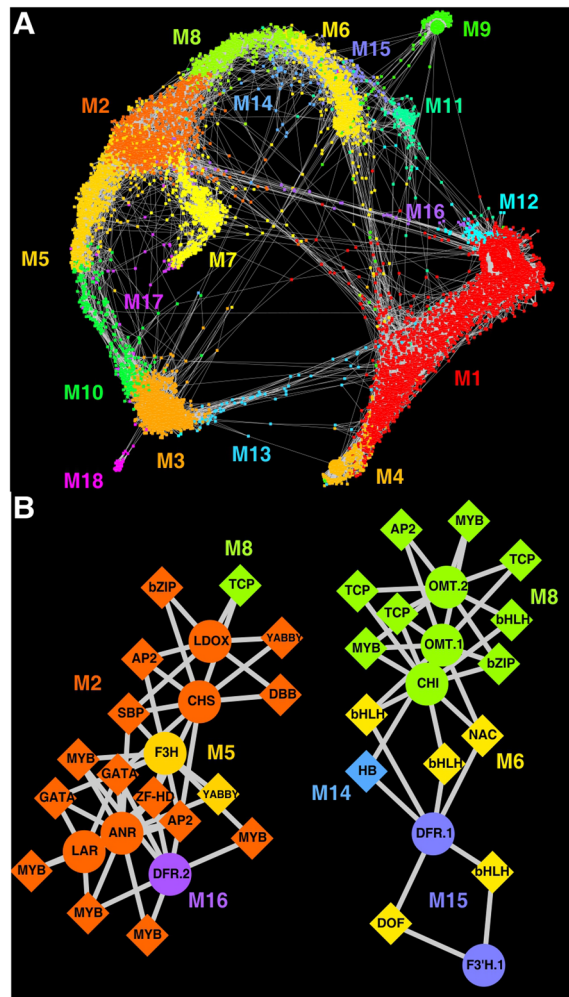 A
M8
M6
M15
M9
M14
M2
M11
M16
M12
M5
M7
M17
M10
M1
M3
M13
M4
M18
B
M8
bZIP
TCP
LDOX
YABBY
AP2
M2
CHS
DBB
SBP
F3H
M5
MYB
GATA
GATA
ZF-HD
YABBY
AP2
ANR
MYB
LAR
MYB
DFR.2
M16
MYB
MYB
AP2
MYB
TCP
OMT.2
TCP
M8
TCP
bHLH
MYB
OMT.1
bZIP
CHI
bHLH
NAC
M6
HB
bHLH
M14
DFR.1
bHLH
M15
DOF
F3'H.1